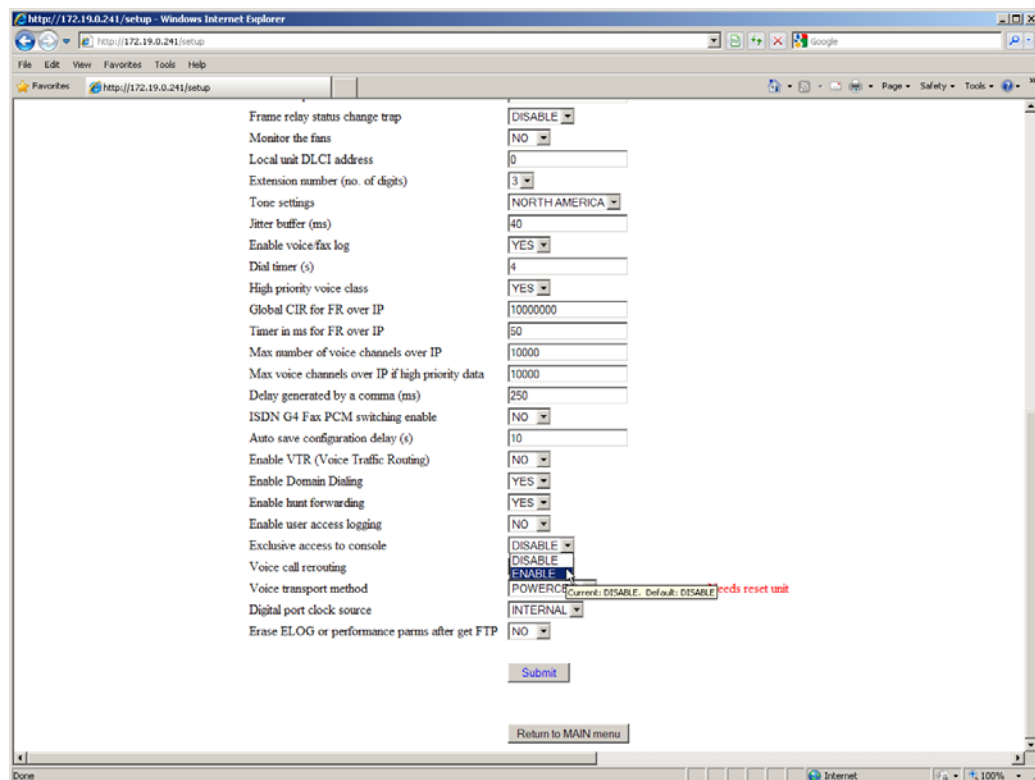 http://172.19.0.241/setup - Windows Internet Explorer
http://172.19.0.241/setup
Google
File Edit View Favorites Tools Help
Favorites http://172.19.0.241/setup Page Safety Tools
Frame relay status change trap DISABLE
Monitor the fans NO
Local unit DLCI address 0
Extension number (no. of digits) 3
Tone settings NORTH AMERICA
Jitter buffer (ms) 40
Enable voice/fax log YES
Dial timer (s) 4
High priority voice class YES
Global CIR for FR over IP 10000000
Timer in ms for FR over IP 50
Max number of voice channels over IP 10000
Max voice channels over IP if high priority data 10000
Delay generated by a comma (ms) 250
ISDN G4 Fax PCM switching enable NO
Auto save configuration delay (s) 10
Enable VTR (Voice Traffic Routing) NO
Enable Domain Dialing YES
Enable hunt forwarding YES
Enable user access logging NO
Exclusive access to console DISABLE
DISABLE
Voice call rerouting ENABLE
Voice transport method POWERCE eeds reset unit
Current: DISABLE. Default: DISABLE
Digital port clock source INTERNAL
Erase ELOG or performance parms after get FTP NO
Submit
Return to MAIN menu
Done Internet 100%